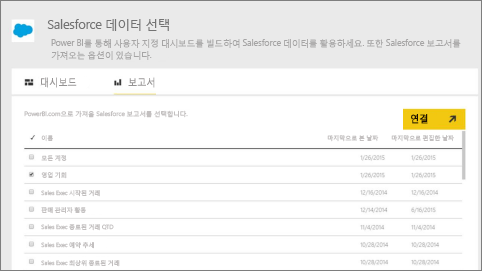 Salesforce 데이터 선택
Power BI를 통해 사용자 지정 대시보드를 빌드하여 Salesforce 데이터를 활용하세요. 또한 Salesforce 보고서를
가져오는 옵션이 있습니다.
대시보드 보고서
PowerBI.com으로 가져올 Salesforce 보고서를 선택합니다.
연결
이름 마지막으로 본 날짜 마지막으로 편집한 날짜
모든 계정 1/26/2015 1/26/2015
영업 기회 1/26/2015 1/26/2015
Sales Exec 시작된 거래 12/16/2014 12/16/2014
판매 관리자 활동 12/14/2014 6/16/2015
Sales Exec 종료된 거래 QTD 11/4/2014 11/4/2014
Sales Exec 예약 추세 10/28/2014 10/28/2014
Sales Exec 최상위 종료된 거래 10/28/2014 10/28/2014